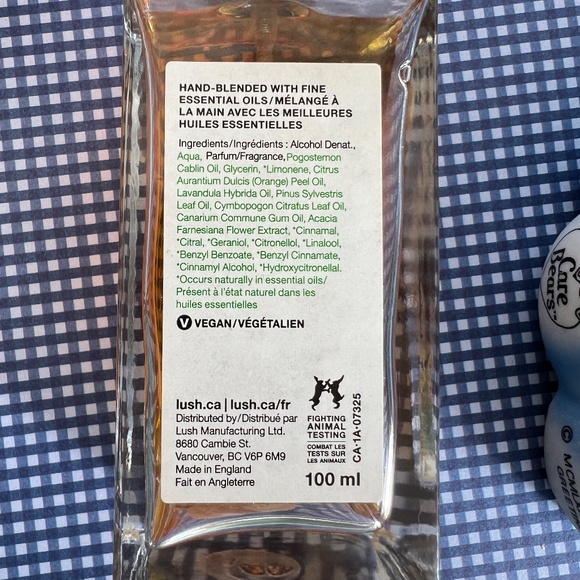 HAND-BLENDED WITH FINE
ESSENTIAL OILS/MÉLANGÉ À
LA MAIN AVEC LES MEILLEURES
HUILES ESSENTIELLES
Ingredients/Ingrédients : Alcohol Denat.,
Aqua, Parfum/Fragrance, Pogostemon
Cablin Oil, Glycerin, *Limonene, Citrus
Aurantium Dulcis (Orange) Peel Oil,
Lavandula Hybrida Oil, Pinus Sylvestris
Leaf Oil, Cymbopogon Citratus Leaf Oil,
Canarium Commune Gum Oil, Acacia
Farnesiana Flower Extract, *Cinnamal,
*Citral, *Geraniol, *Citronellol, *Linalool,
*Benzyl Benzoate, *Benzyl Cinnamate,
*Cinnamyl Alcohol, *Hydroxycitronellal.
*Occurs naturally in essential oils/
Présent à l'état naturel dans les
huiles essentielles
V VEGAN/VÉGÉTALIEN
lush.ca | lush.ca/fr
Distributed by/Distribué par
Lush Manufacturing Ltd.
8680 Cambie St.
Vancouver, BC V6P 6M9
Made in England
Fait en Angleterre
FIGHTING
ANIMAL
TESTING
COMBAT LES
TESTS SUR
LES ANIMAUX
100 ml
CA-1A-07325
Care
Bears